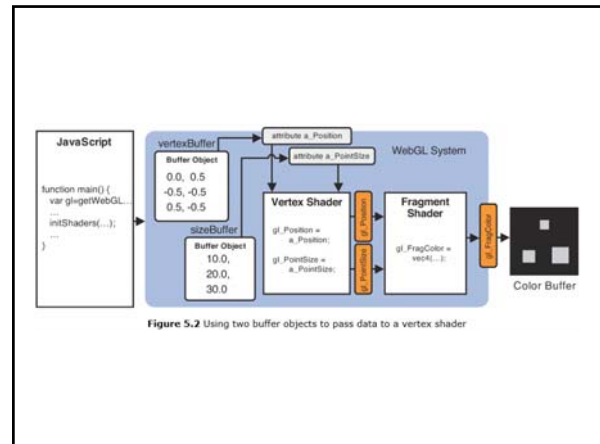 JavaScript
function main() {
var gl=getWebGL...
...
initShaders(...);
...
}
vertexBuffer
Buffer Object
0.0, 0.5
-0.5, -0.5
0.5, -0.5
sizeBuffer
Buffer Object
10.0,
20.0,
30.0
attribute a_Position
attribute a_PointSize
WebGL System
Vertex Shader
gl_Position =
a_Position;
gl_PointSize =
a_PointSize;
gl_Position
gl_PointSize
Fragment
Shader
gl_FragColor =
vec4(...);
gl_FragColor
Color Buffer
Figure 5.2 Using two buffer objects to pass data to a vertex shader